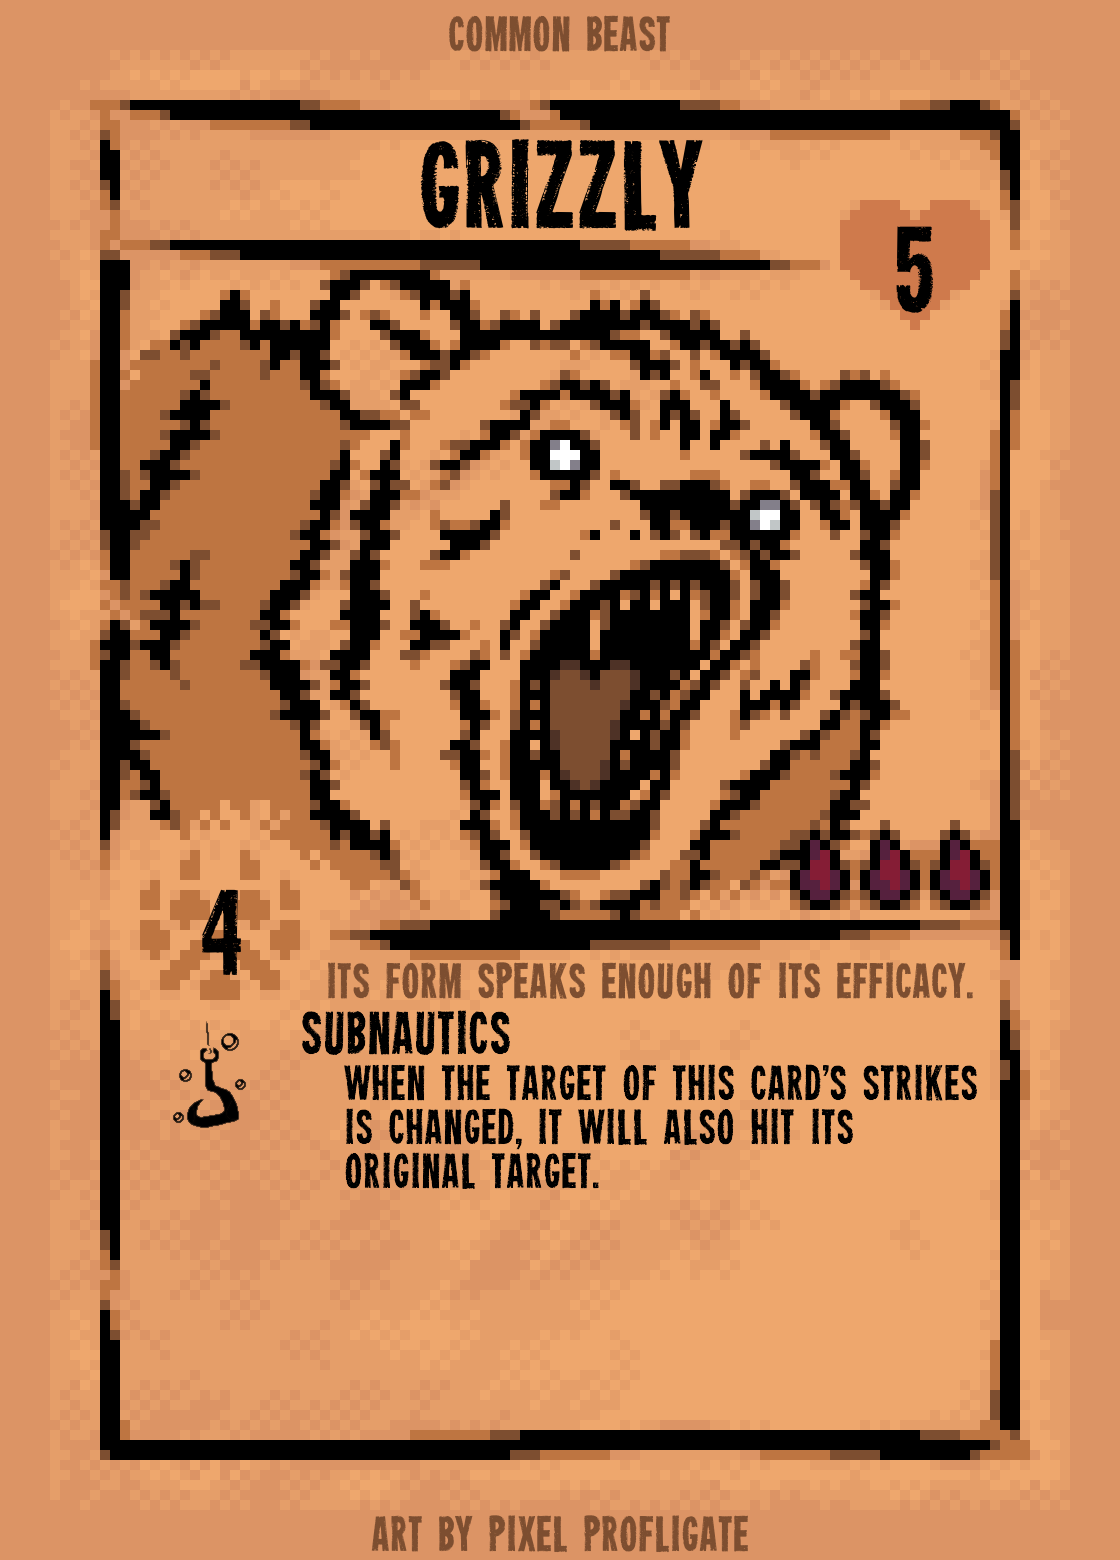 COMMON BEAST
GRIZZLY
5
4
ITS FORM SPEAKS ENOUGH OF ITS EFFICACY.
SUBNAUTICS
WHEN THE TARGET OF THIS CARD'S STRIKES
IS CHANGED, IT WILL ALSO HIT ITS
ORIGINAL TARGET.
ART BY PIXEL PROFLIGATE